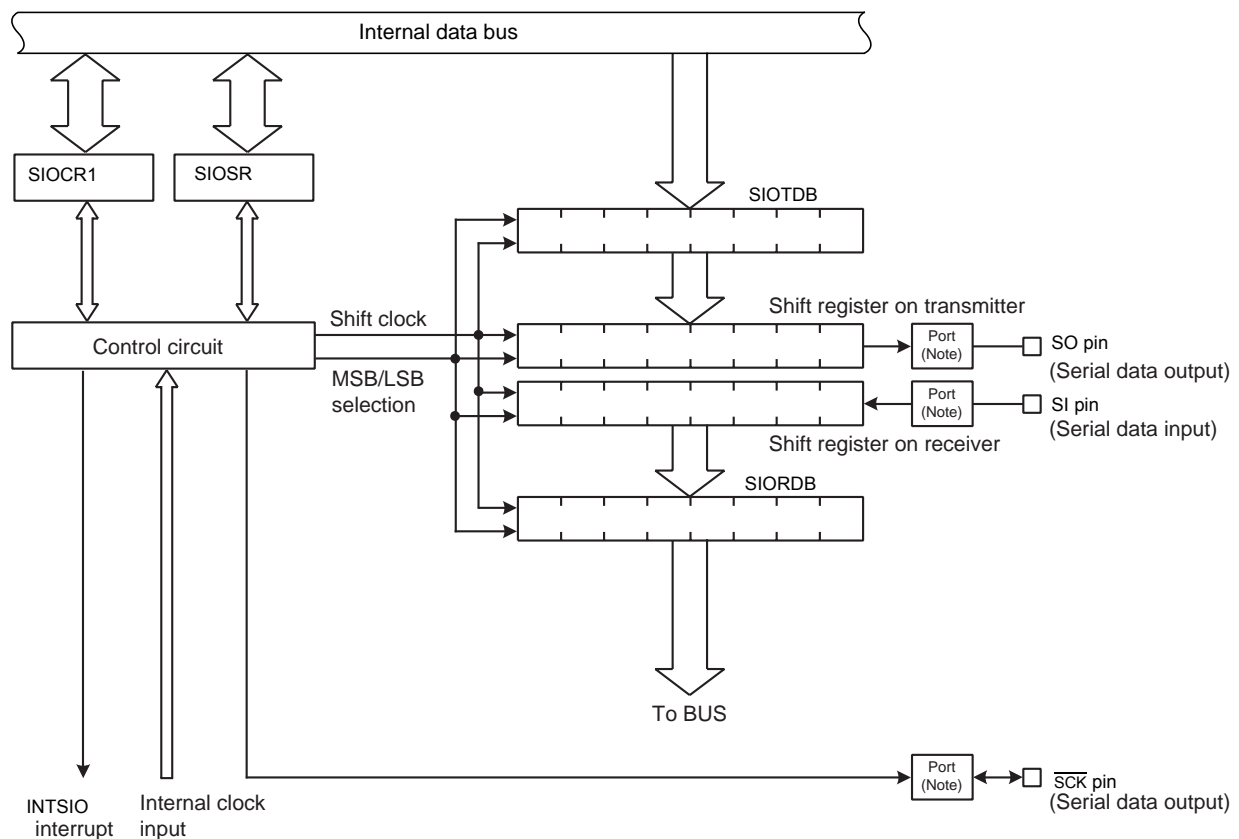 Internal data bus
SIOCR1
SIOSR
SIOTDB
Shift clock
Shift register on transmitter
Control circuit
Port
(Note)
SO pin
(Serial data output)
MSB/LSB
selection
Port
(Note)
SI pin
(Serial data input)
Shift register on receiver
SIORDB
To BUS
INTSIO
interrupt
Internal clock
input
Port
(Note)
SCK pin
(Serial data output)